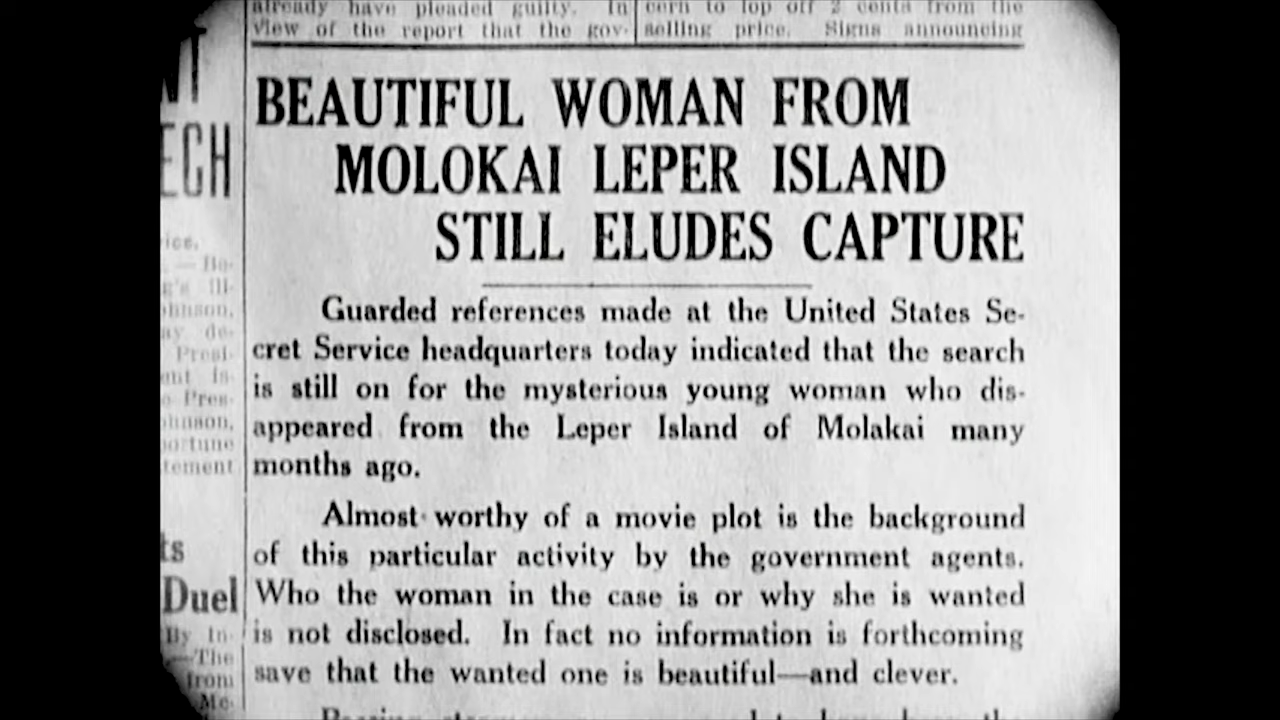 already have pleaded guilty. In
view of the report that the gov-
cern to lop off 2 cents from the
selling price. Signs announcing
ECH
ice.
Duel
By In-
—The
from
BEAUTIFUL WOMAN FROM
MOLOKAI LEPER ISLAND
STILL ELUDES CAPTURE
Guarded references made at the United States Se-
cret Service headquarters today indicated that the search
is still on for the mysterious young woman who dis-
appeared from the Leper Island of Molakai many
months ago.
Almost worthy of a movie plot is the background
of this particular activity by the government agents.
Who the woman in the case is or why she is wanted
is not disclosed. In fact no information is forthcoming
save that the wanted one is beautiful—and clever.